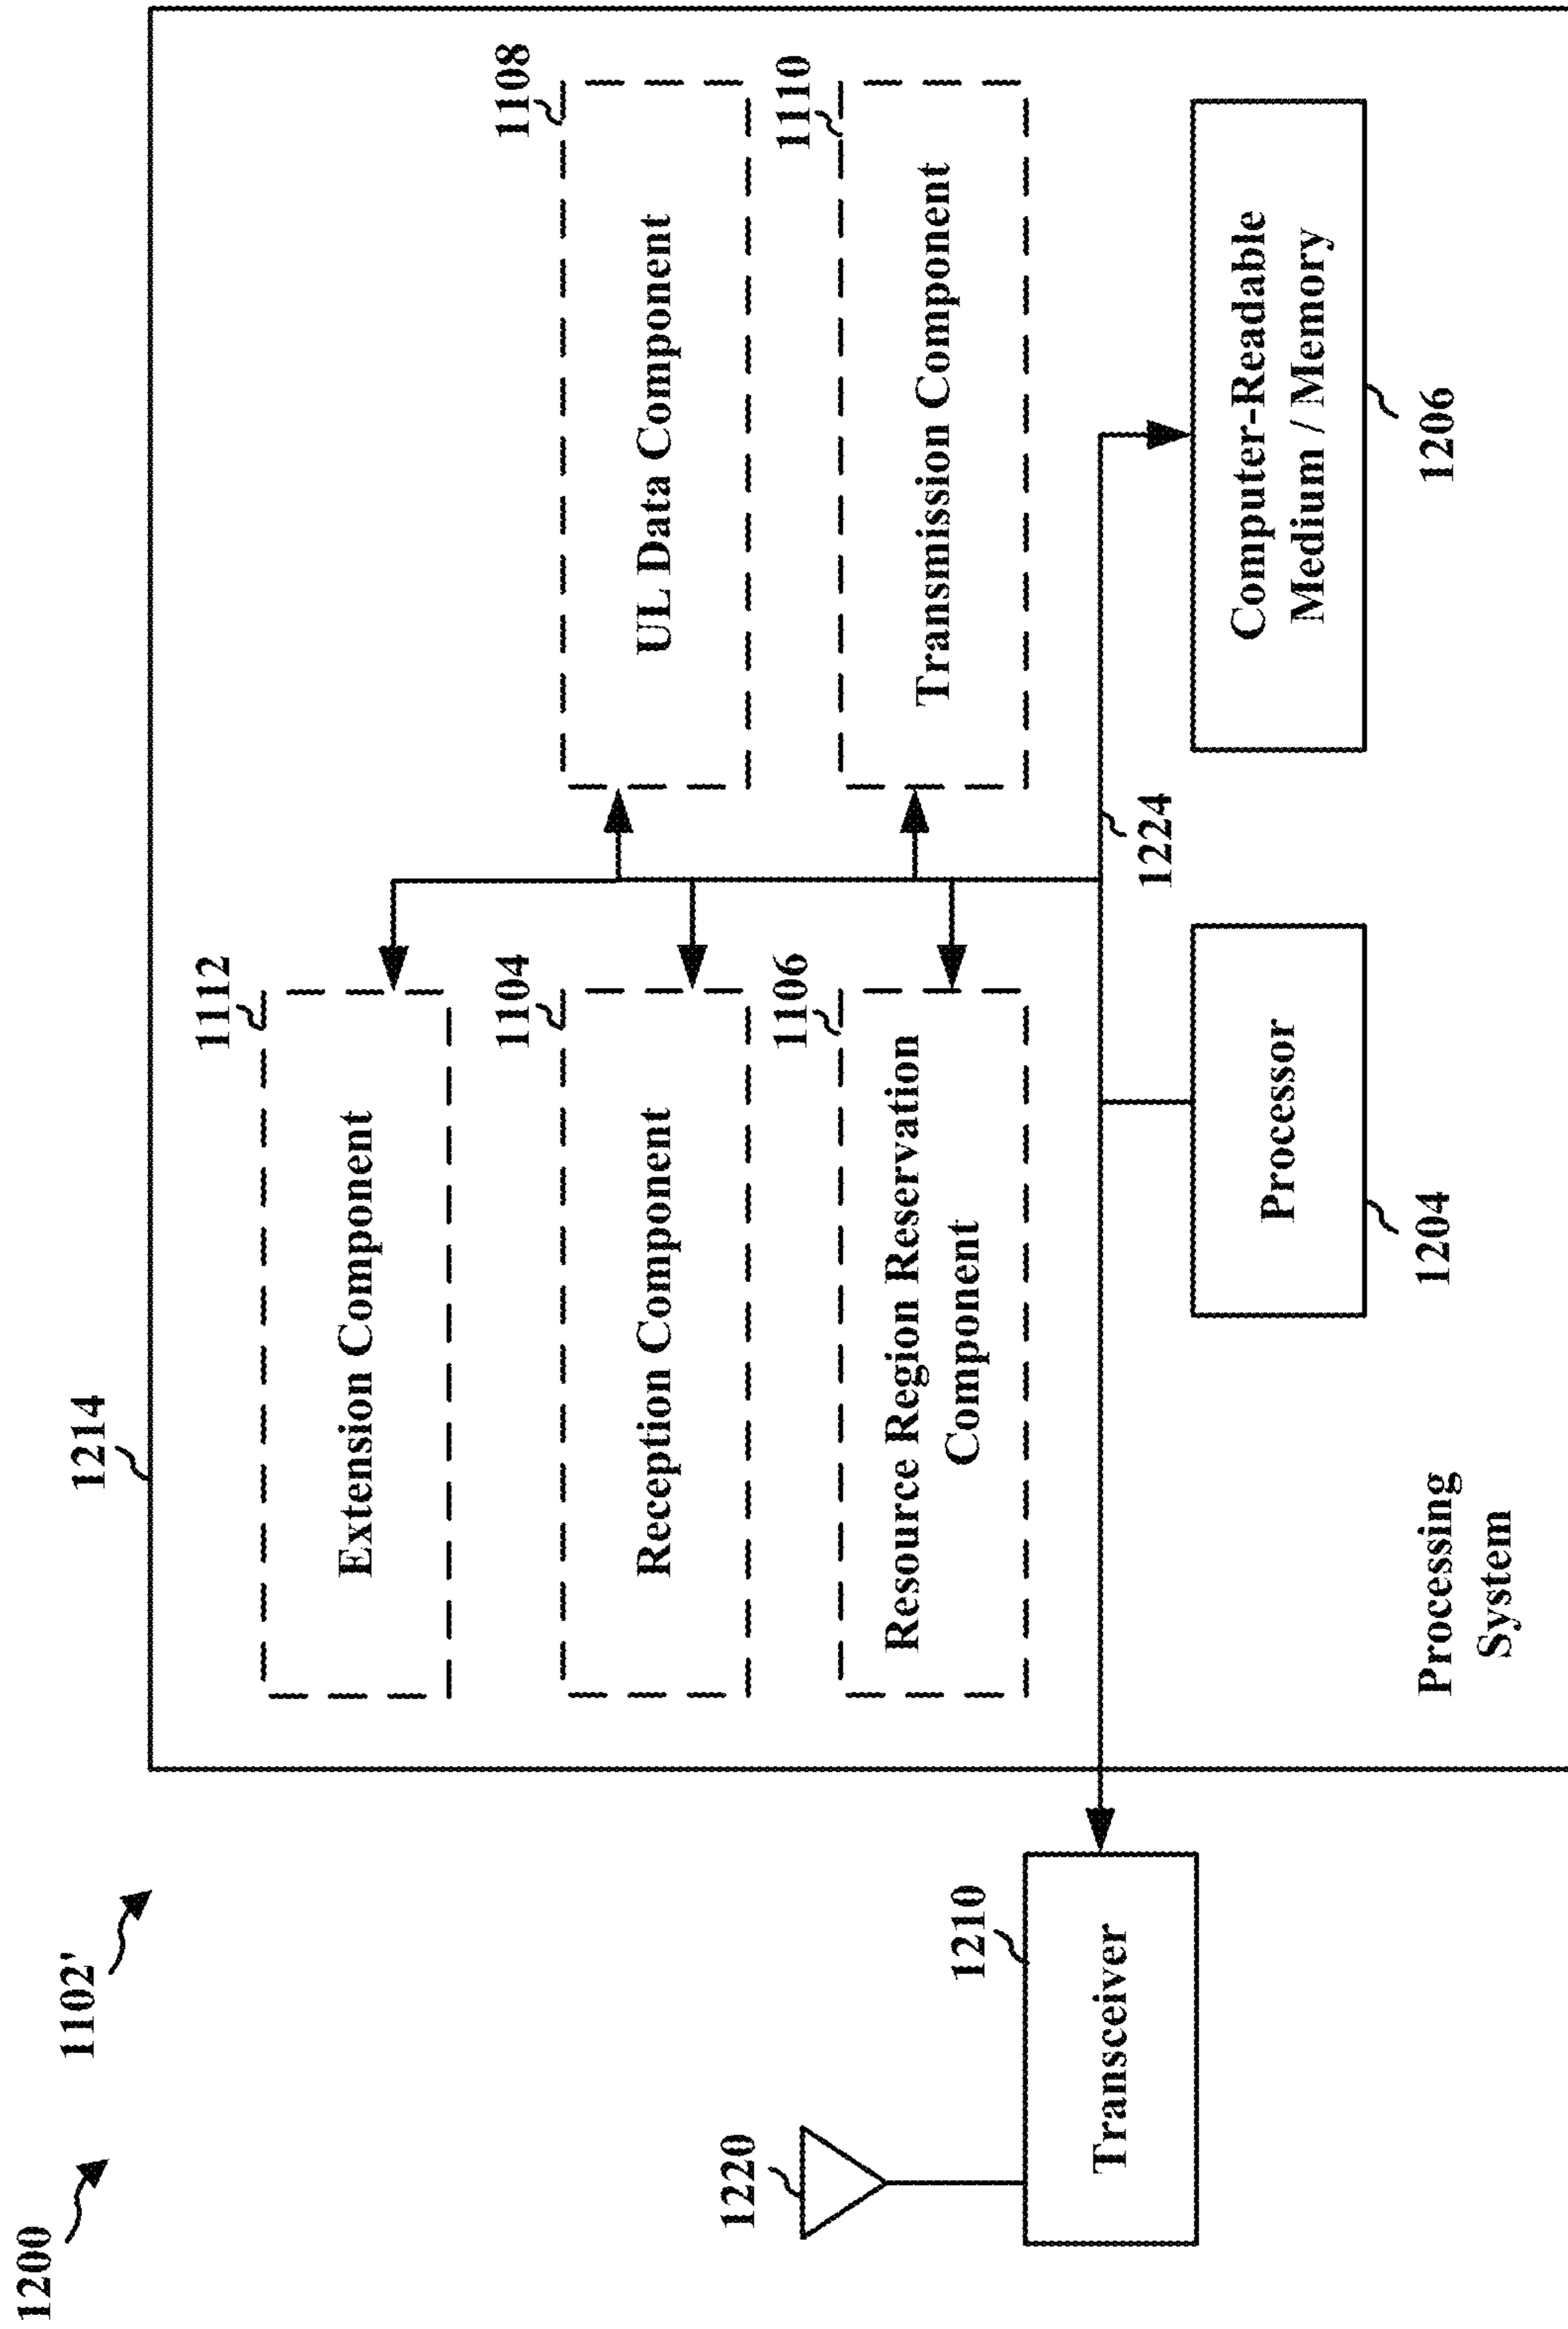 1200
1102'
1214
1112
Extension Component
1104
Reception Component
1108
UL Data Component
1106
Resource Region Reservation
Component
1110
Transmission Component
1220
1210
Transceiver
1224
Processor
1204
Computer-Readable
Medium / Memory
1206
Processing
System